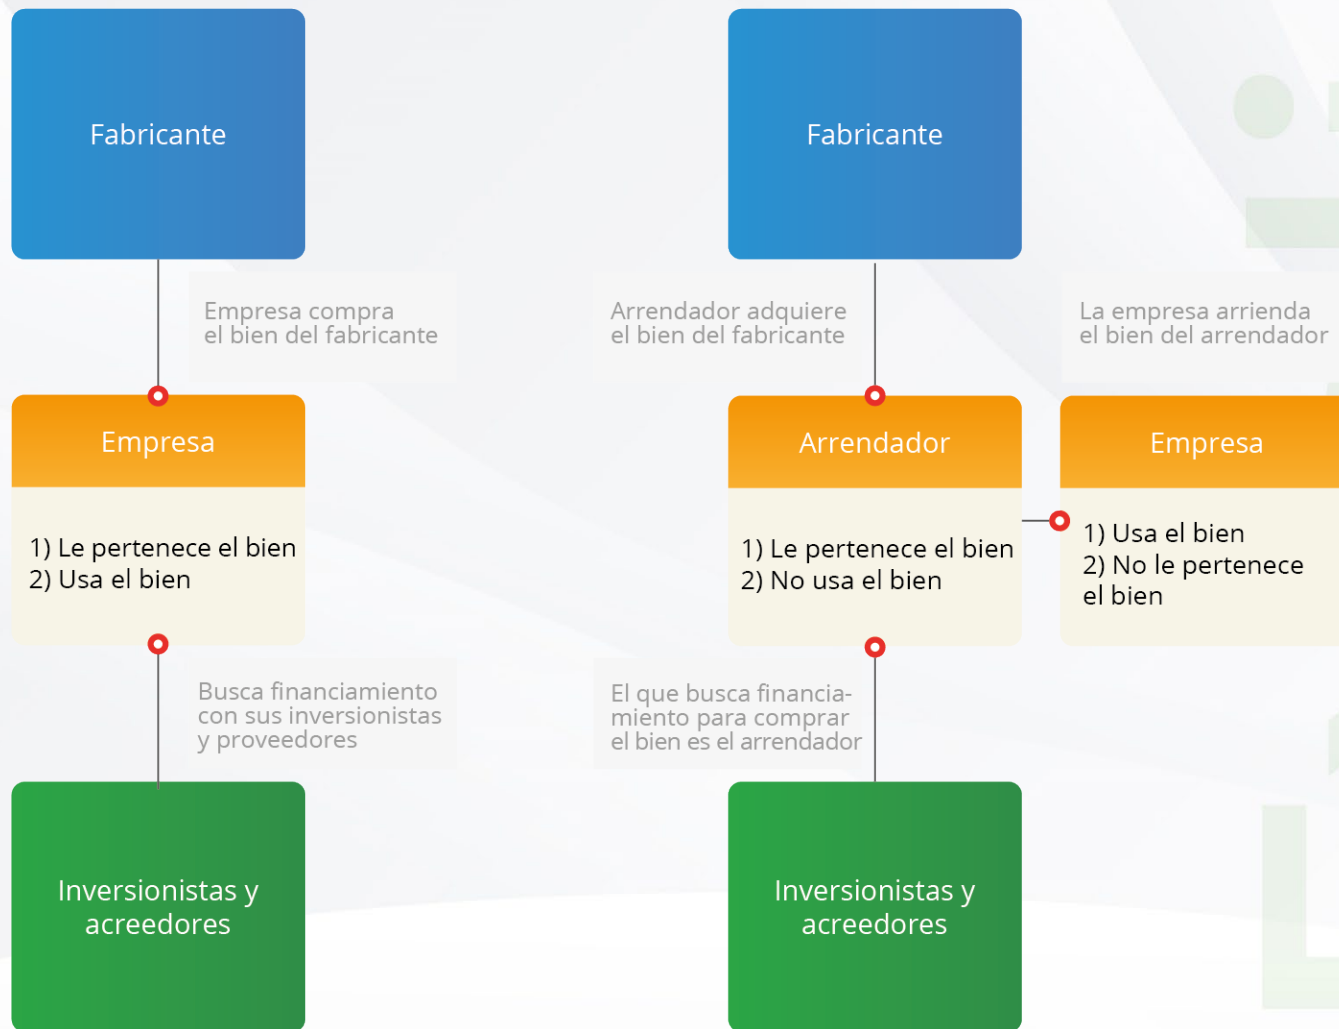 Fabricante
Empresa compra
el bien del fabricante
Empresa
1) Le pertenece el bien
2) Usa el bien
Busca financiamiento
con sus inversionistas
y proveedores
Inversionistas y
acreedores
Fabricante
Arrendador adquiere
el bien del fabricante
La empresa arrienda
el bien del arrendador
Arrendador
1) Le pertenece el bien
2) No usa el bien
Empresa
1) Usa el bien
2) No le pertenece
el bien
El que busca financia-
miento para comprar
el bien es el arrendador
Inversionistas y
acreedores